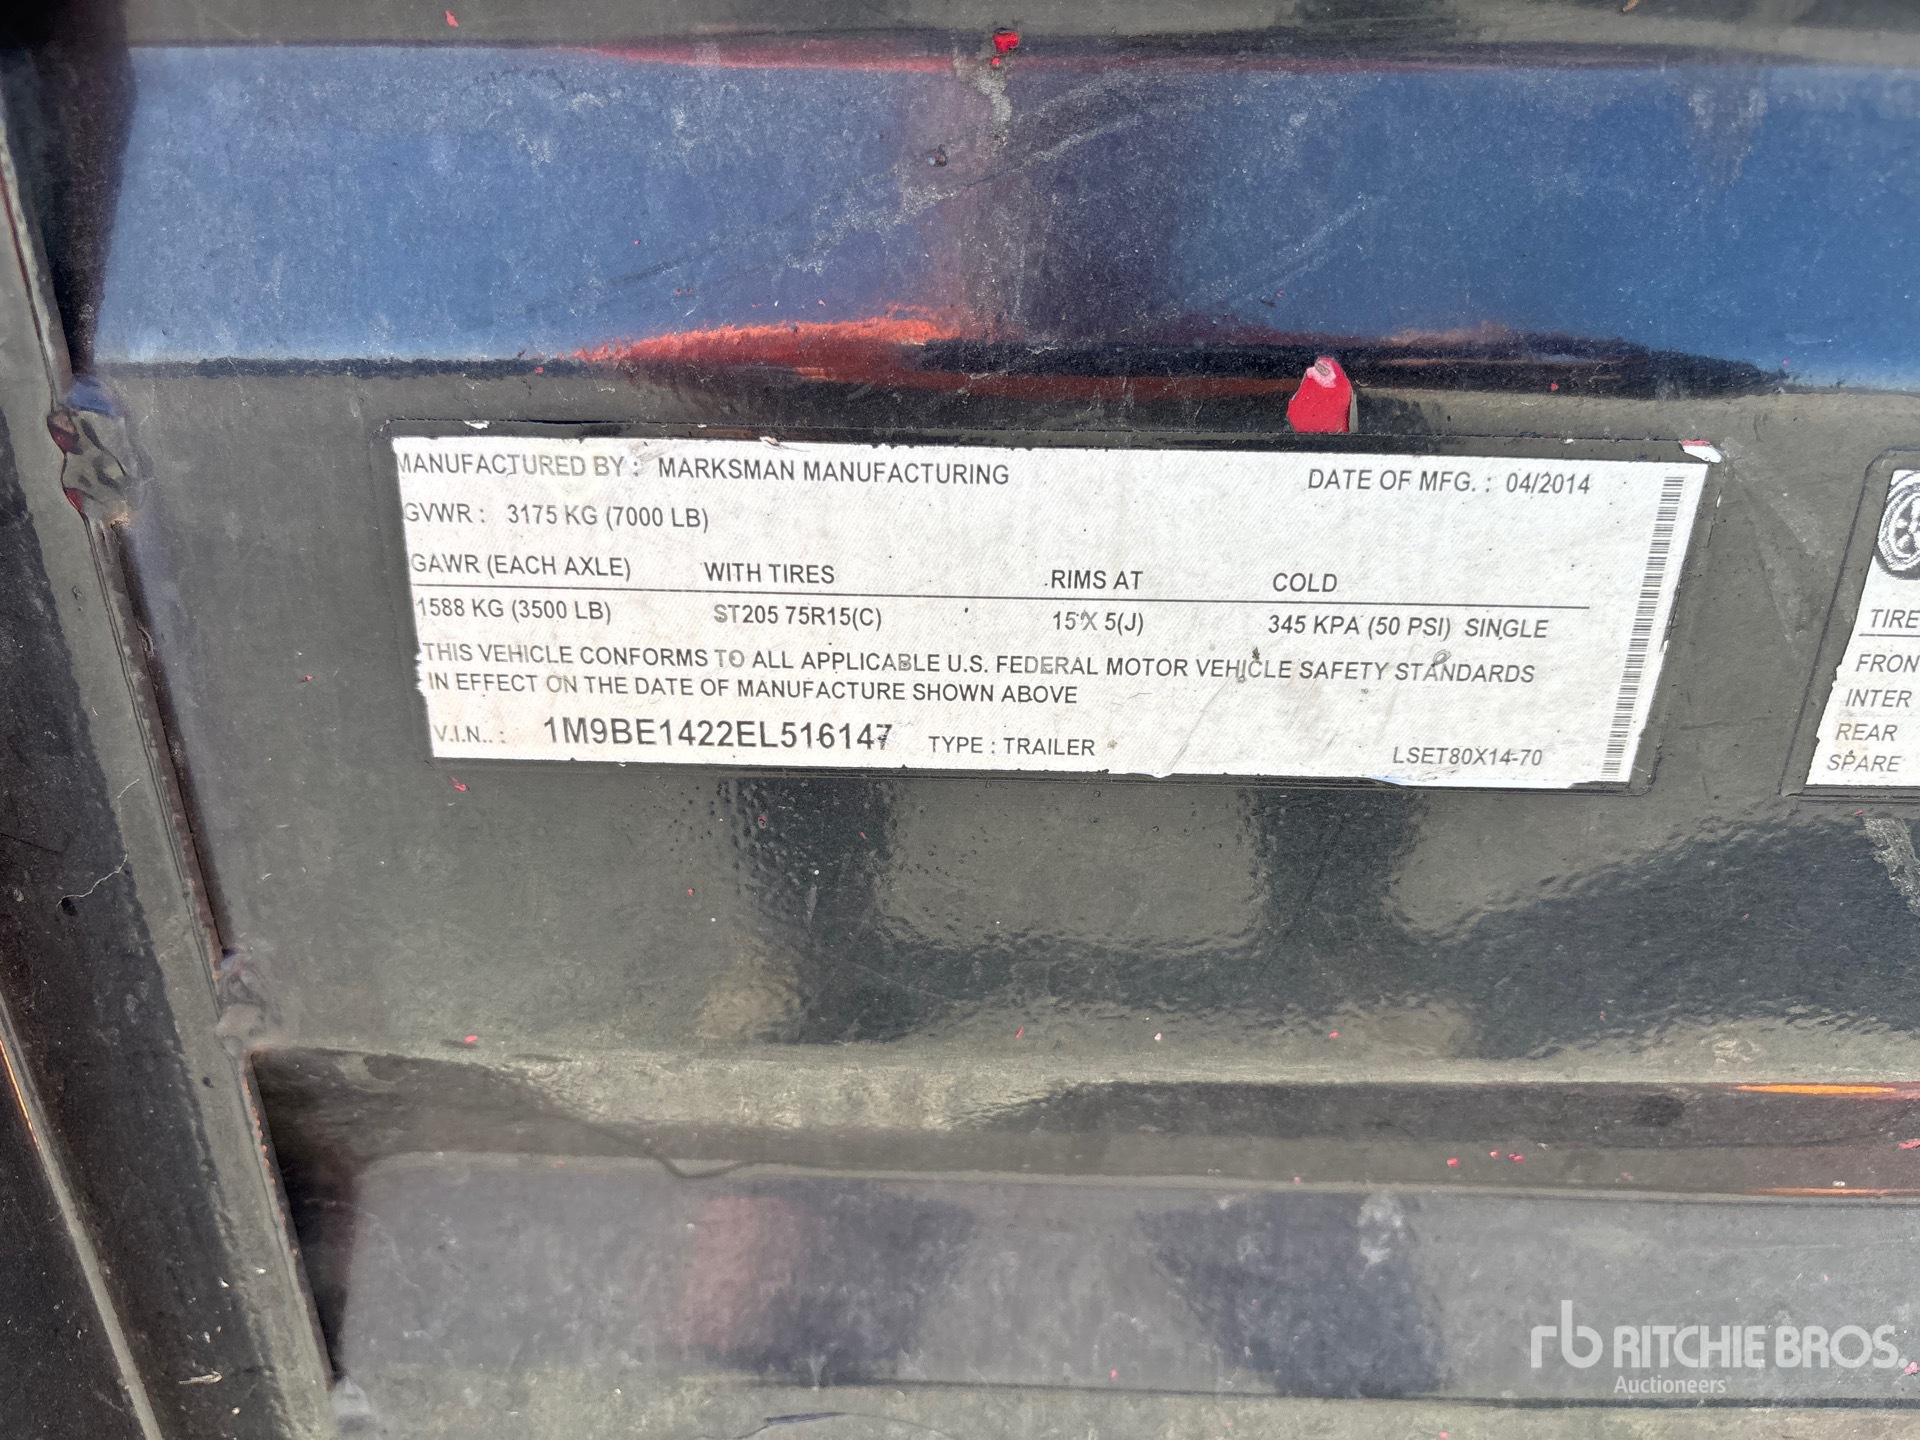 MANUFACTURED BY : MARKSMAN MANUFACTURING DATE OF MFG. : 04/2014
GVWR : 3175 KG (7000 LB)
GAWR (EACH AXLE) WITH TIRES RIMS AT COLD
1588 KG (3500 LB) ST205 75R15(C) 15 X 5(J) 345 KPA (50 PSI) SINGLE
THIS VEHICLE CONFORMS TO ALL APPLICABLE U.S. FEDERAL MOTOR VEHICLE SAFETY STANDARDS
IN EFFECT ON THE DATE OF MANUFACTURE SHOWN ABOVE
V.I.N.. : 1M9BE1422EL516147 TYPE : TRAILER LSET80X14-70
TIRE
FRON
INTER
REAR
SPARE
rb RITCHIE BROS.
Auctioneers